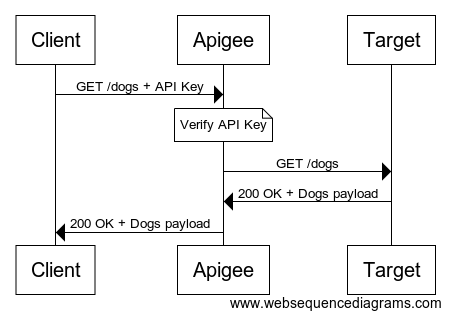 Client
Apigee
Target
GET /dogs + API Key
Verify API Key
GET /dogs
200 OK + Dogs payload
200 OK + Dogs payload
Client
Apigee
Target
www.websequencediagrams.com